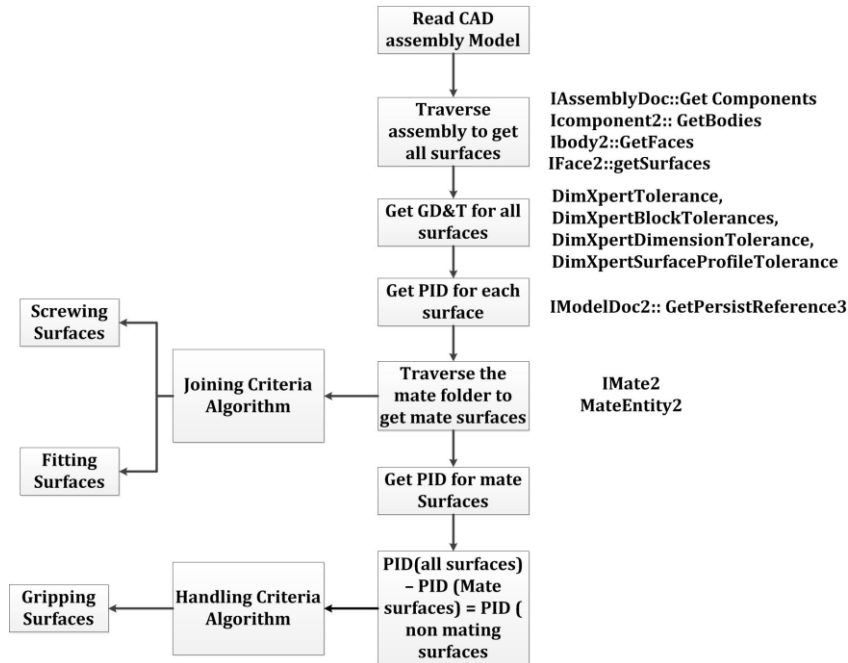 Read CAD
assembly Model
Traverse
assembly to get
all surfaces
IAssemblyDoc::Get Components
Icomponent2:: GetBodies
Ibody2::GetFaces
IFace2::getSurfaces
Get GD&T for all
surfaces
DimXpertTolerance,
DimXpertBlockTolerances,
DimXpertDimensionTolerance,
DimXpertSurfaceProfileTolerance
Get PID for each
surface
IModelDoc2:: GetPersistReference3
Screwing
Surfaces
Joining Criteria
Algorithm
Traverse the
mate folder to
get mate surfaces
IMate2
MateEntity2
Fitting
Surfaces
Get PID for mate
Surfaces
PID(all surfaces)
– PID (Mate
surfaces) = PID (
non mating
surfaces
Handling Criteria
Algorithm
Gripping
Surfaces